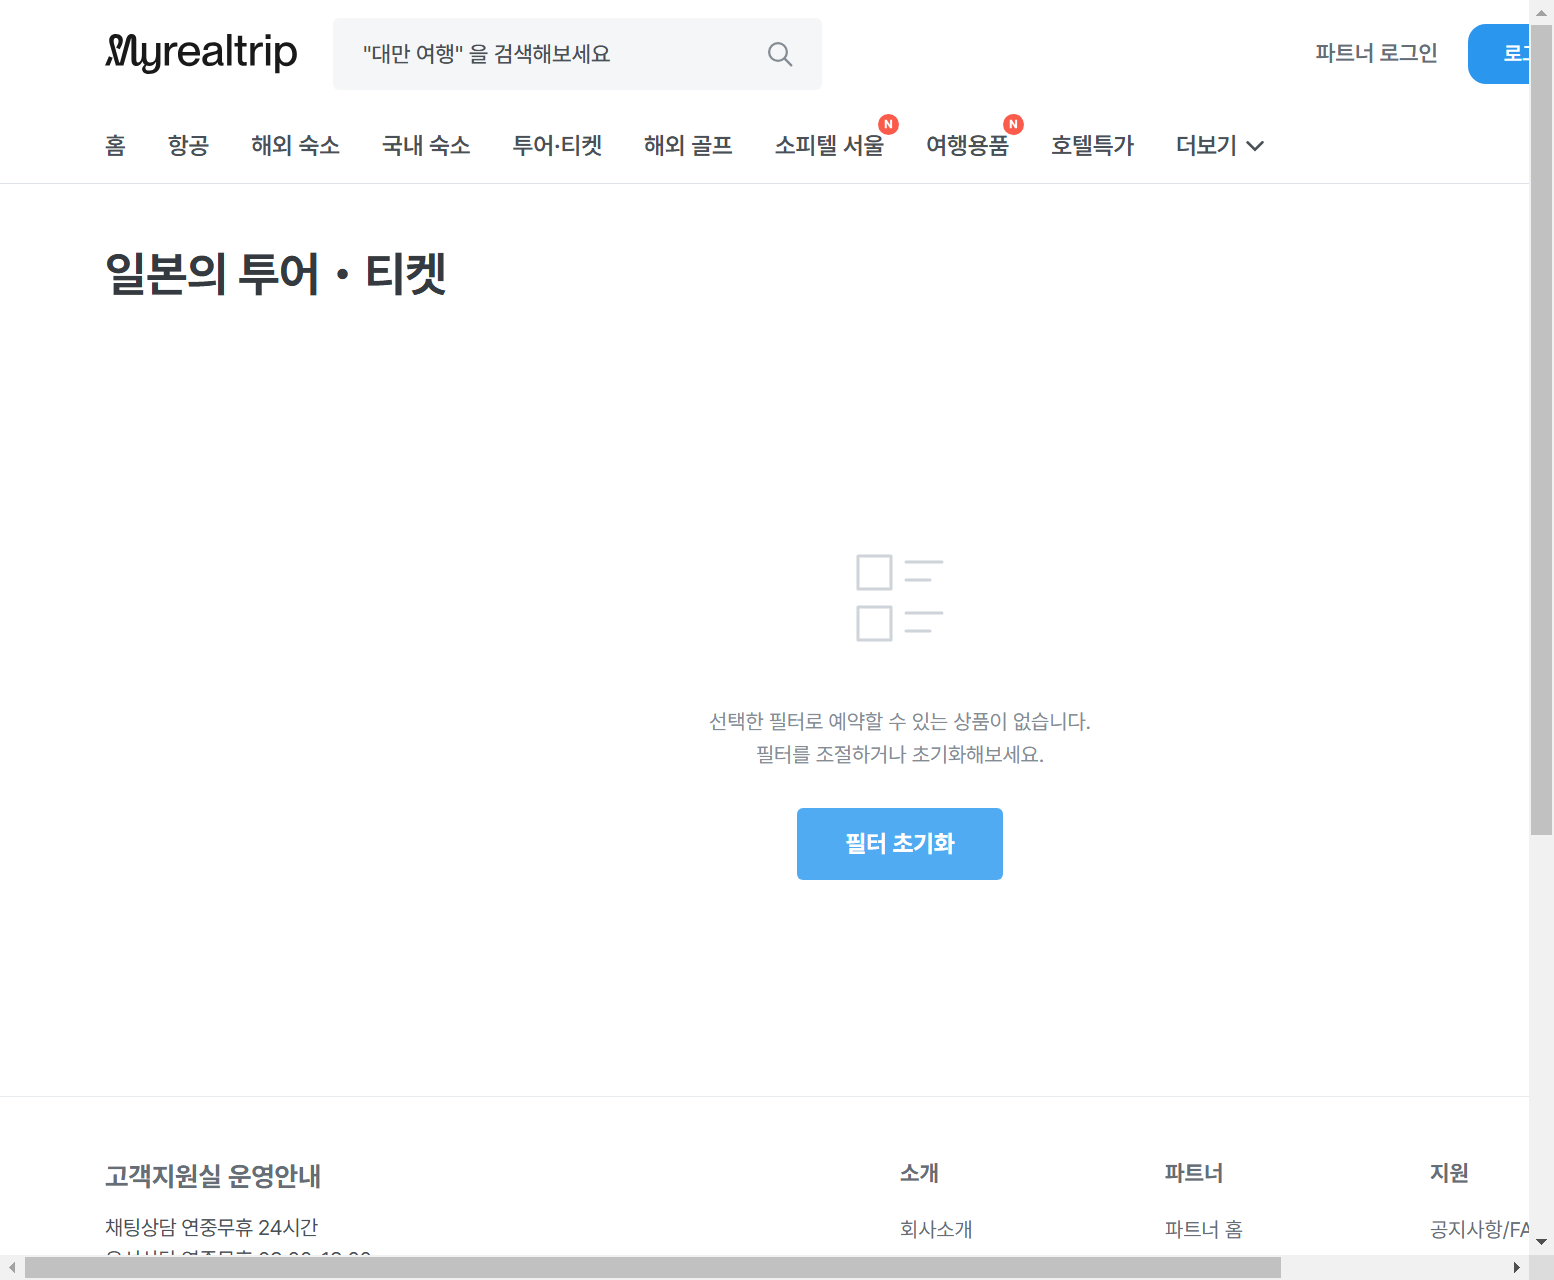 Myrealtrip
"대만 여행" 을 검색해보세요
파트너 로그인
홈 항공 해외 숙소 국내 숙소 투어·티켓 해외 골프 소피텔 서울 N 여행용품 N 호텔특가 더보기
일본의 투어・티켓
선택한 필터로 예약할 수 있는 상품이 없습니다.
필터를 조절하거나 초기화해보세요.
필터 초기화
고객지원실 운영안내
채팅상담 연중무휴 24시간
소개
회사소개
파트너
파트너 홈
지원
공지사항/FA